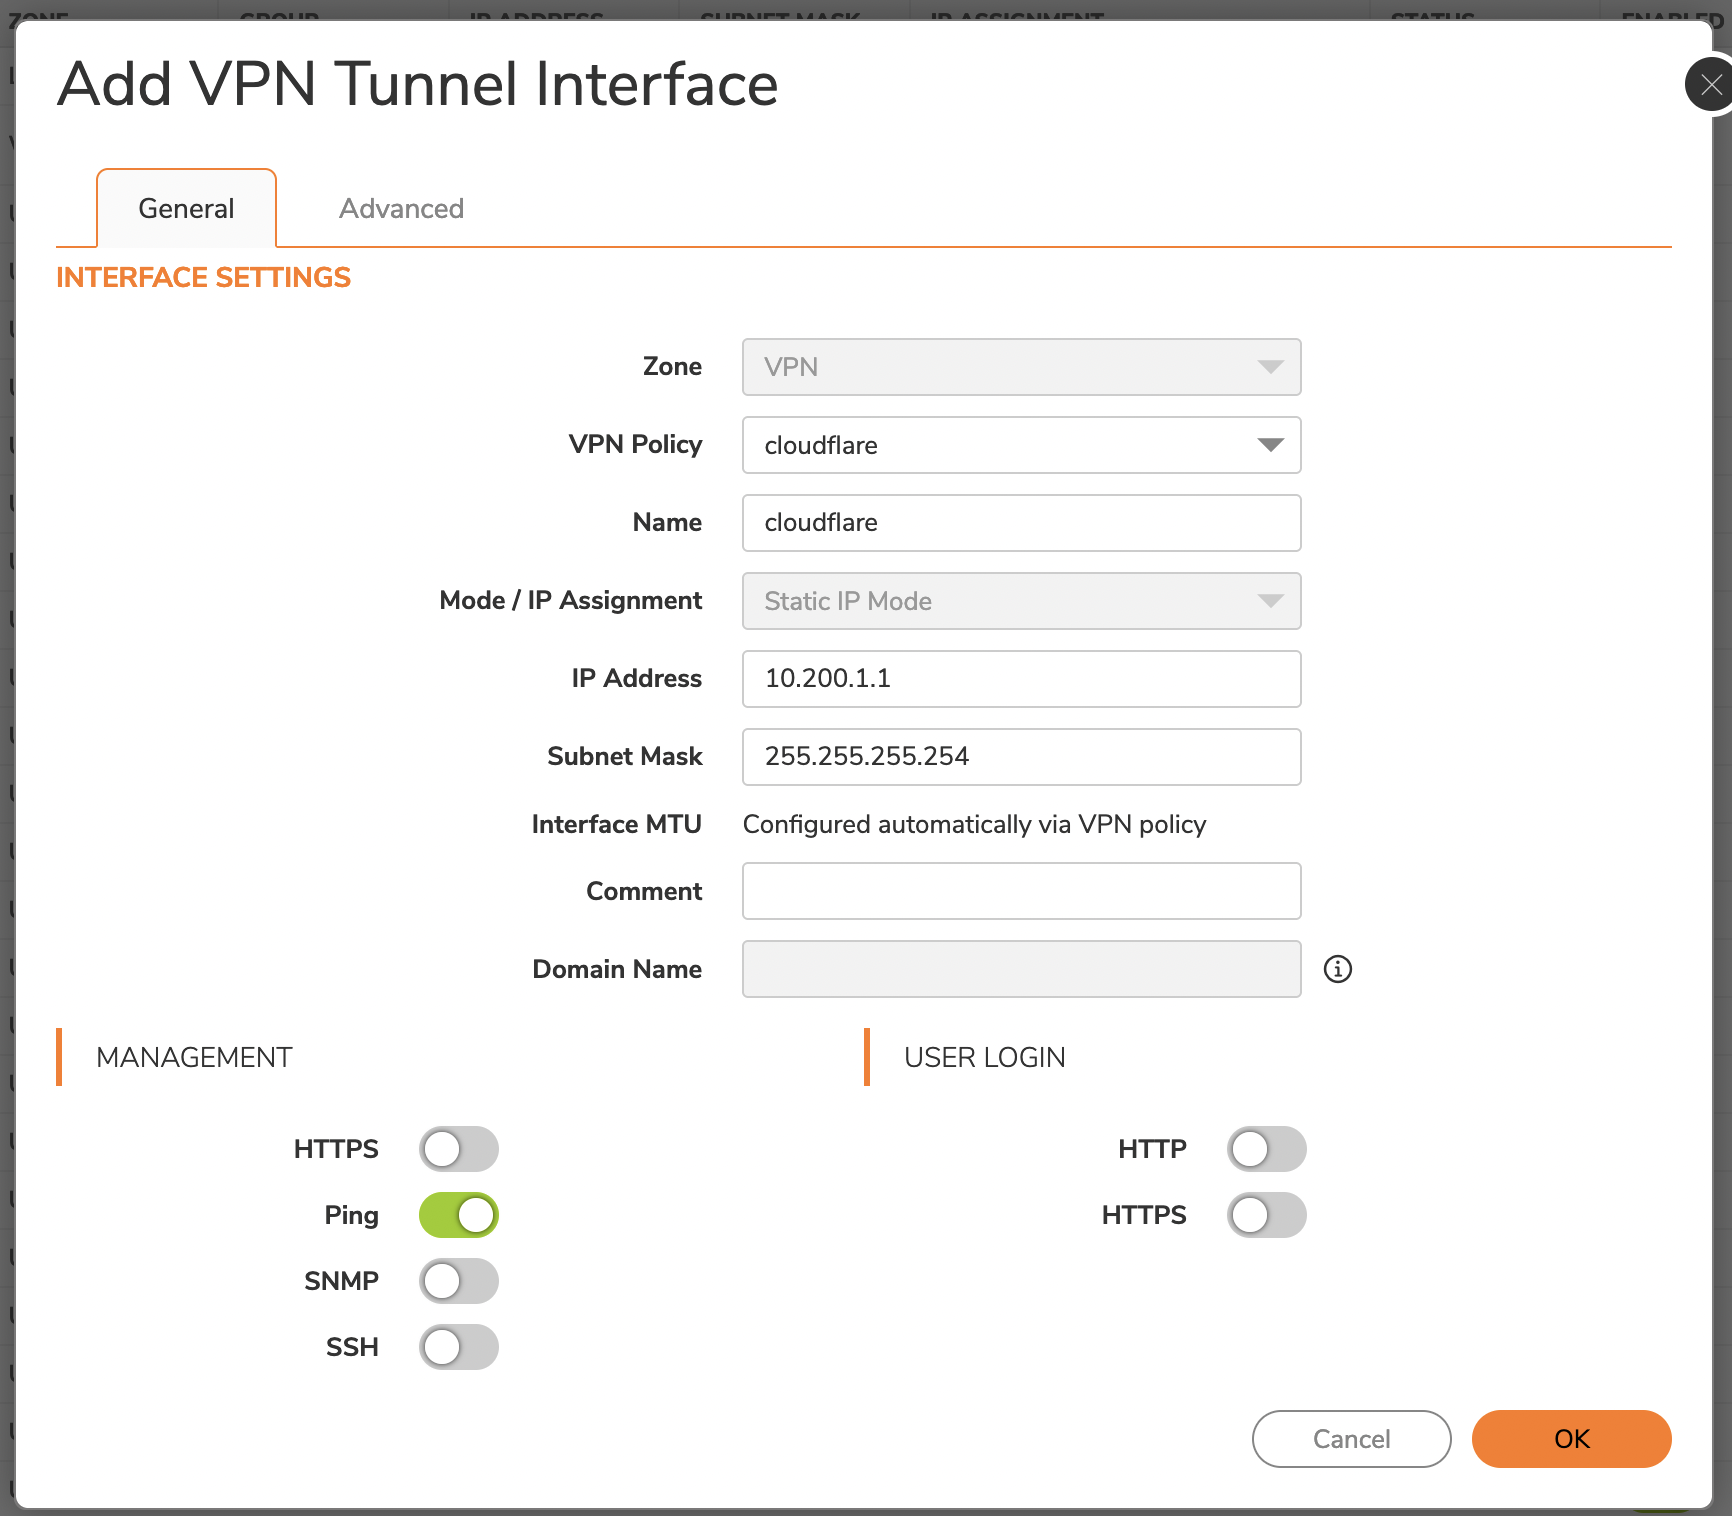 Add VPN Tunnel Interface
General
Advanced
INTERFACE SETTINGS
Zone
VPN
VPN Policy
cloudflare
Name
cloudflare
Mode / IP Assignment
Static IP Mode
IP Address
10.200.1.1
Subnet Mask
255.255.255.254
Interface MTU
Configured automatically via VPN policy
Comment
Domain Name
MANAGEMENT
USER LOGIN
HTTPS
HTTP
Ping
HTTPS
SNMP
SSH
Cancel
OK